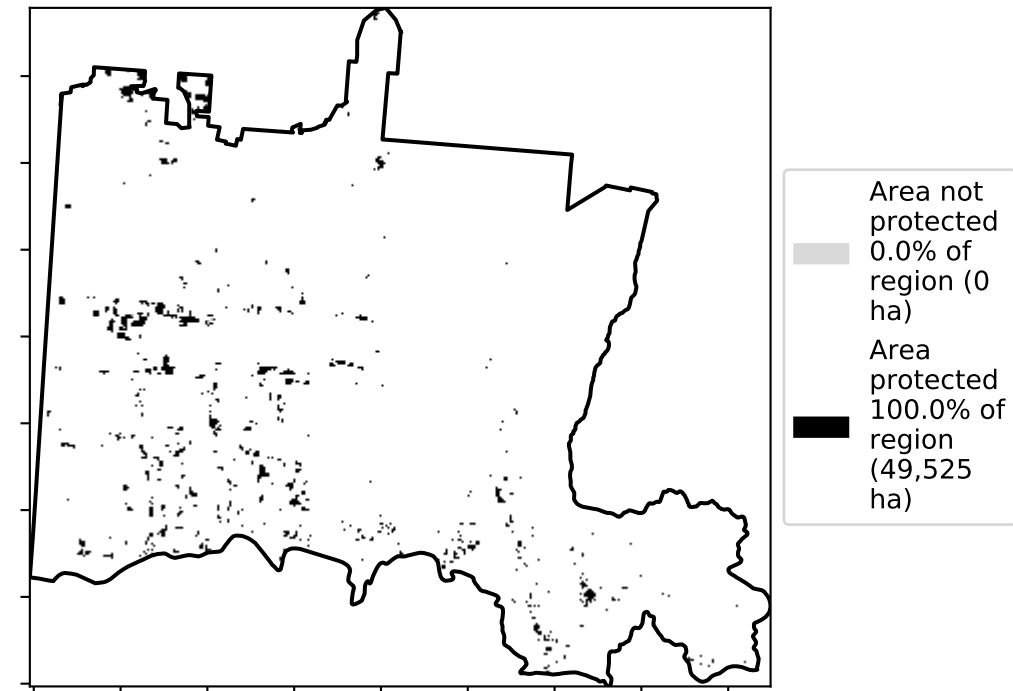 Area not
protected
0.0% of
region (0
ha)
Area
protected
100.0% of
region
(49,525
ha)